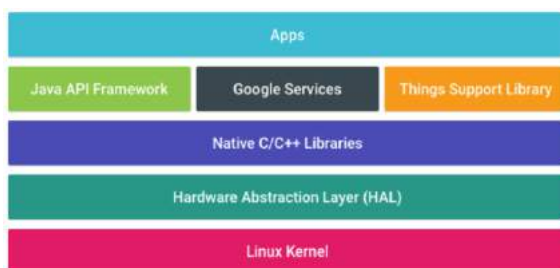 Apps
Java API Framework Google Services Things Support Library
Native C/C++ Libraries
Hardware Abstraction Layer (HAL)
Linux Kernel